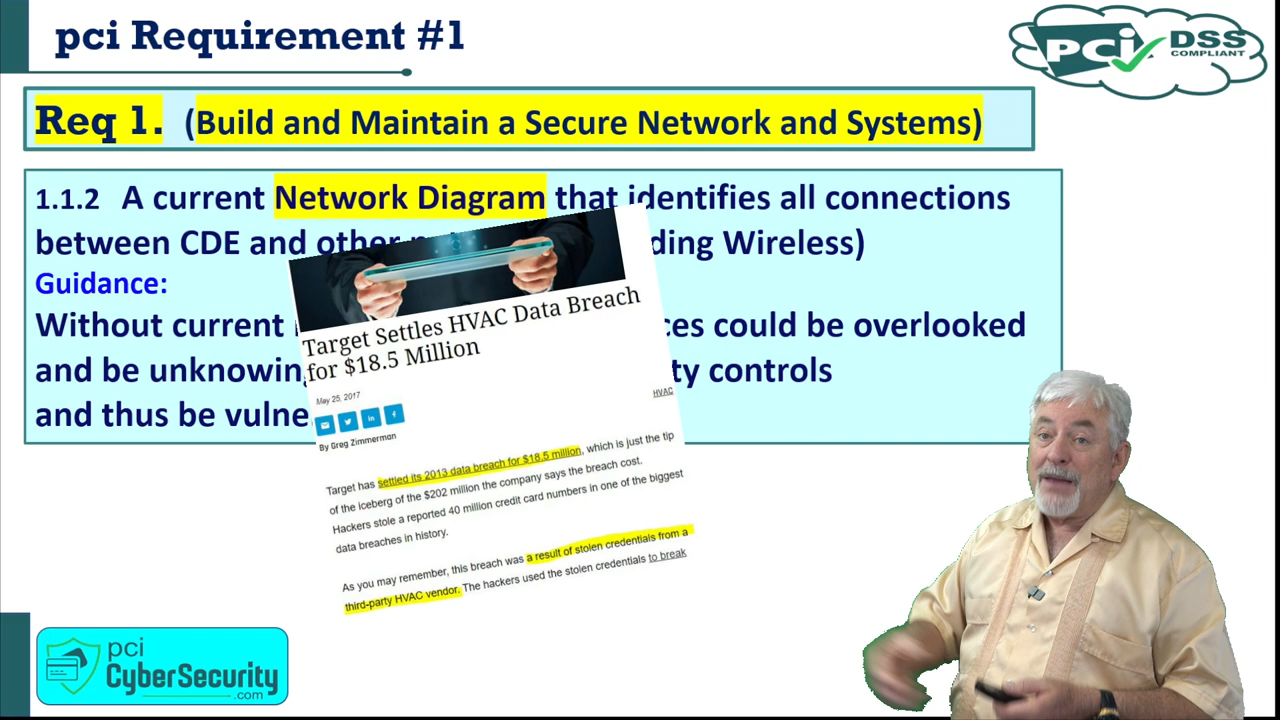 pci Requirement #1
PCi DSS
COMPLIANT
Req 1. (Build and Maintain a Secure Network and Systems)
1.1.2 A current Network Diagram that identifies all connections
between CDE and other ding Wireless)
Guidance:
Without current ces could be overlooked
and be unknowing ty controls
and thus be vulne
Target Settles HVAC Data Breach
for $18.5 Million
May 25, 2017
HVAC
By Greg Zimmerman
Target has settled its 2013 data breach for $18.5 million, which is just the tip
of the iceberg of the $202 million the company says the breach cost.
Hackers stole a reported 40 million credit card numbers in one of the biggest
data breaches in history.
As you may remember, this breach was a result of stolen credentials from a
third-party HVAC vendor. The hackers used the stolen credentials to break
pci
CyberSecurity
.com